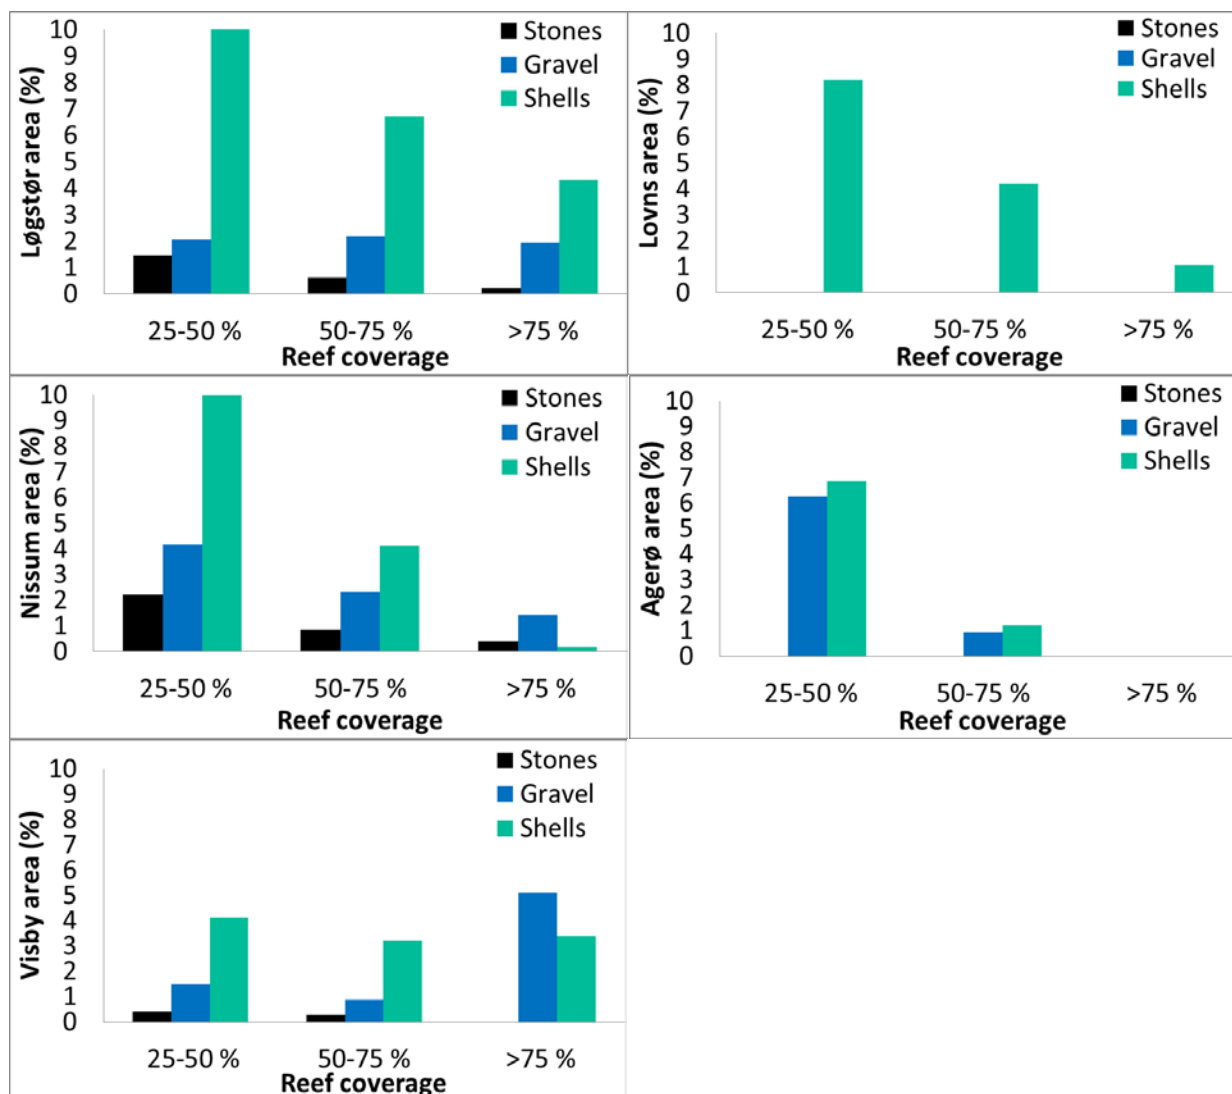 Løgstør area (%)
10
9
8
7
6
5
4
3
2
1
0
Stones
Gravel
Shells
25-50 %
50-75 %
>75 %
Reef coverage
Lovns area (%)
10
9
8
7
6
5
4
3
2
1
0
Stones
Gravel
Shells
25-50 %
50-75 %
>75 %
Reef coverage
Nissum area (%)
10
9
8
7
6
5
4
3
2
1
0
Stones
Gravel
Shells
25-50 %
50-75 %
>75 %
Reef coverage
Agerø area (%)
10
9
8
7
6
5
4
3
2
1
0
Stones
Gravel
Shells
25-50 %
50-75 %
>75 %
Reef coverage
Visby area (%)
10
9
8
7
6
5
4
3
2
1
0
Stones
Gravel
Shells
25-50 %
50-75 %
>75 %
Reef coverage